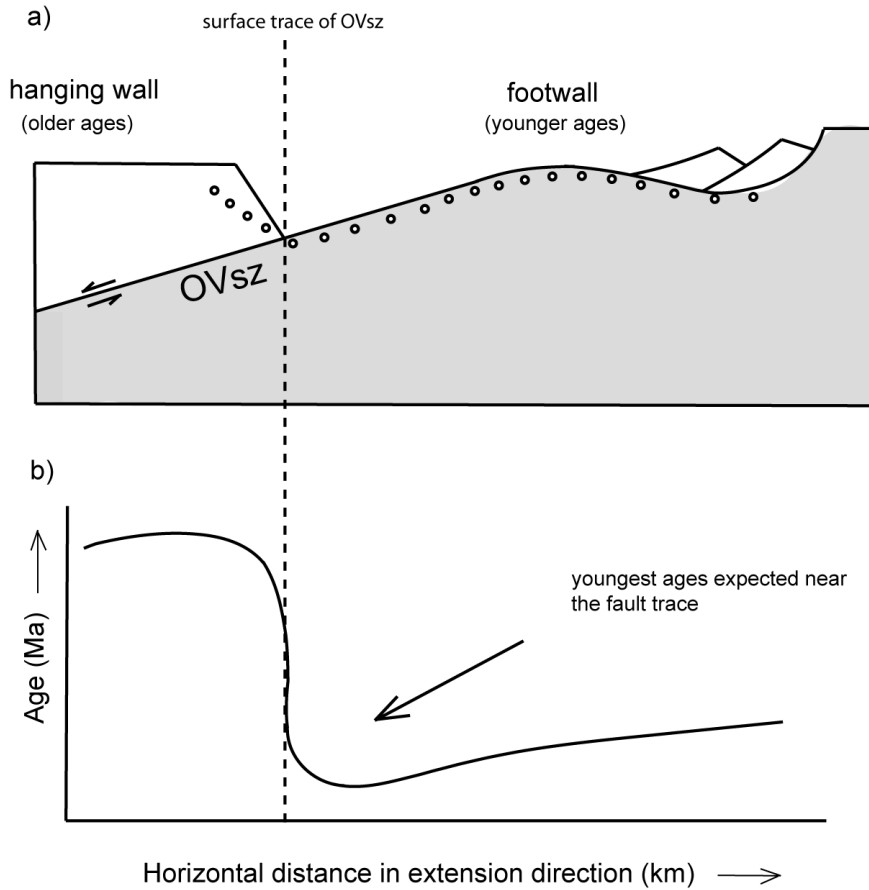 a)
surface trace of OVsz
hanging wall
(older ages)
footwall
(younger ages)
OVsz
b)
youngest ages expected near
the fault trace
Age (Ma)
Horizontal distance in extension direction (km)